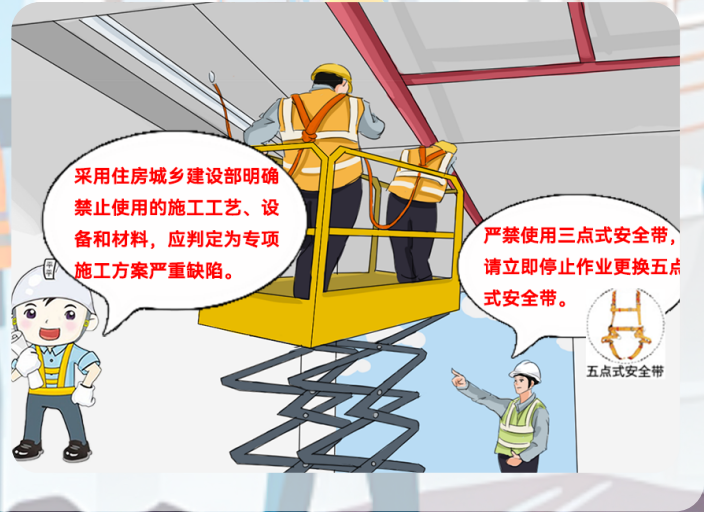 采用住房城乡建设部明确
禁止使用的施工工艺、设
备和材料，应判定为专项
施工方案严重缺陷。
严禁使用三点式安全带，
请立即停止作业更换五点
式安全带。
五点式安全带
平平